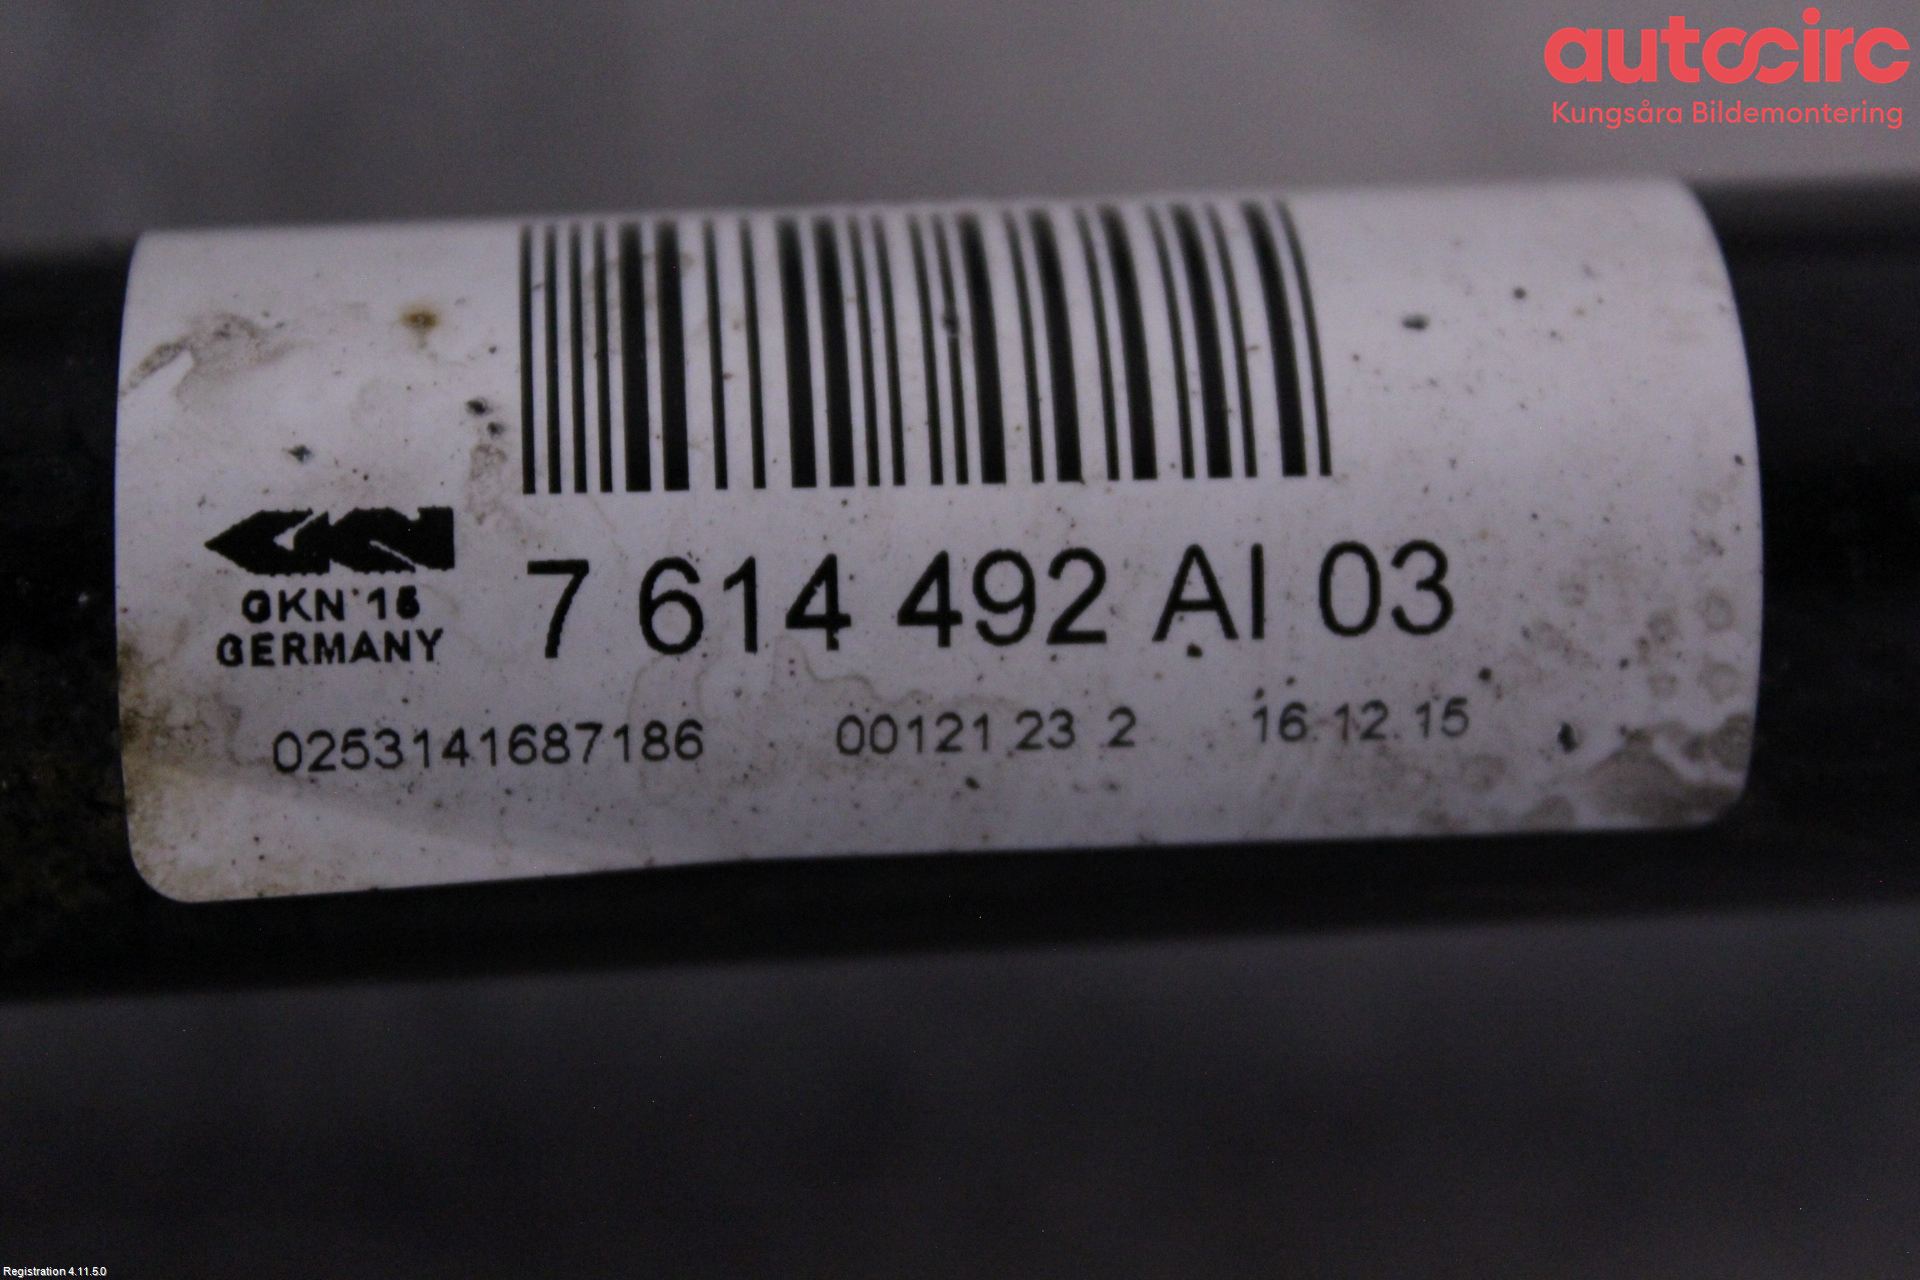 autocirc
Kungsåra Bildemontering
GKN
GKN '15
GERMANY
7 614 492 AI 03
0253141687186 00121 23 2 16.12.15
Registration 4.11.5.0